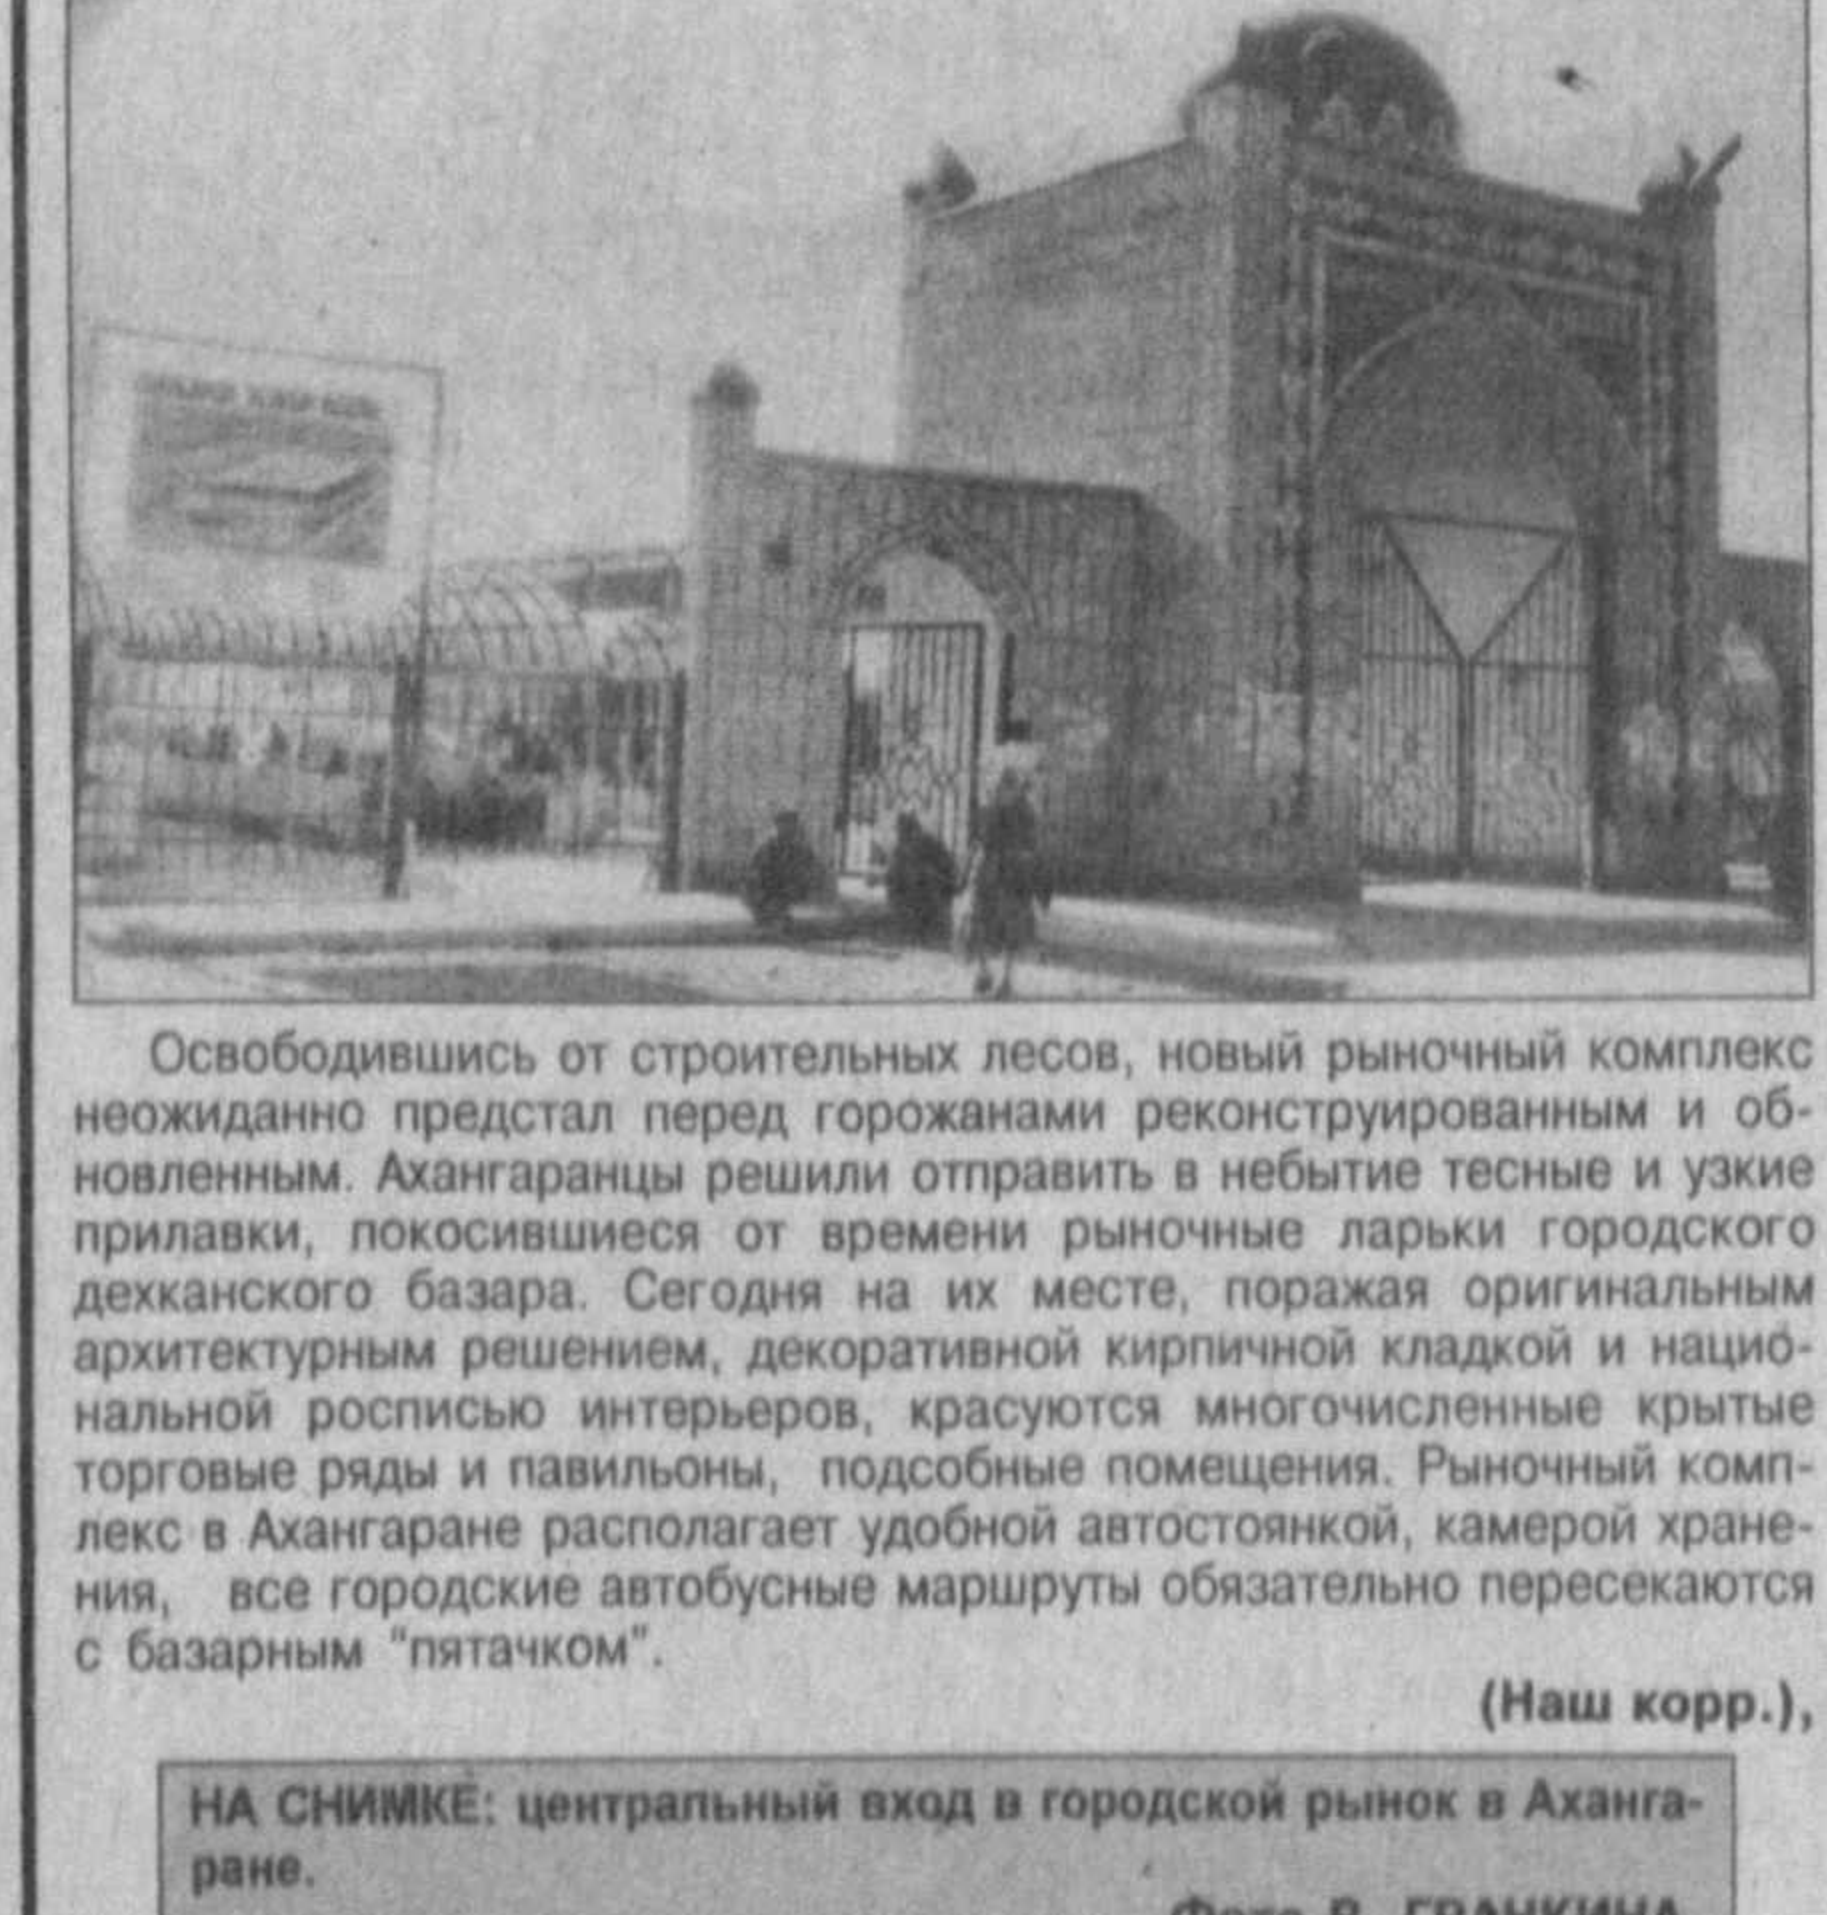 Освободившись от строительных лесов, новый рыночный комплекс
неожиданно предстал перед горожанами реконструированным и об-
новленным. Ахангаранцы решили отправить в небытие тесные и узкие
прилавки, покосившиеся от времени рыночные ларьки городского
дехканского базара. Сегодня на их месте, поражая оригинальным
архитектурным решением, декоративной кирпичной кладкой и нацио-
нальной росписью интерьеров, красуются многочисленные крытые
торговые ряды и павильоны, подсобные помещения. Рыночный комп-
лекс в Ахангаране располагает удобной автостоянкой, камерой хране-
ния, все городские автобусные маршруты обязательно пересекаются
с базарным "пятачком".
(Наш корр.),
НА СНИМКЕ: центральный вход в городской рынок в Аханга-
ране.
Фото В. ГРАНКИНА